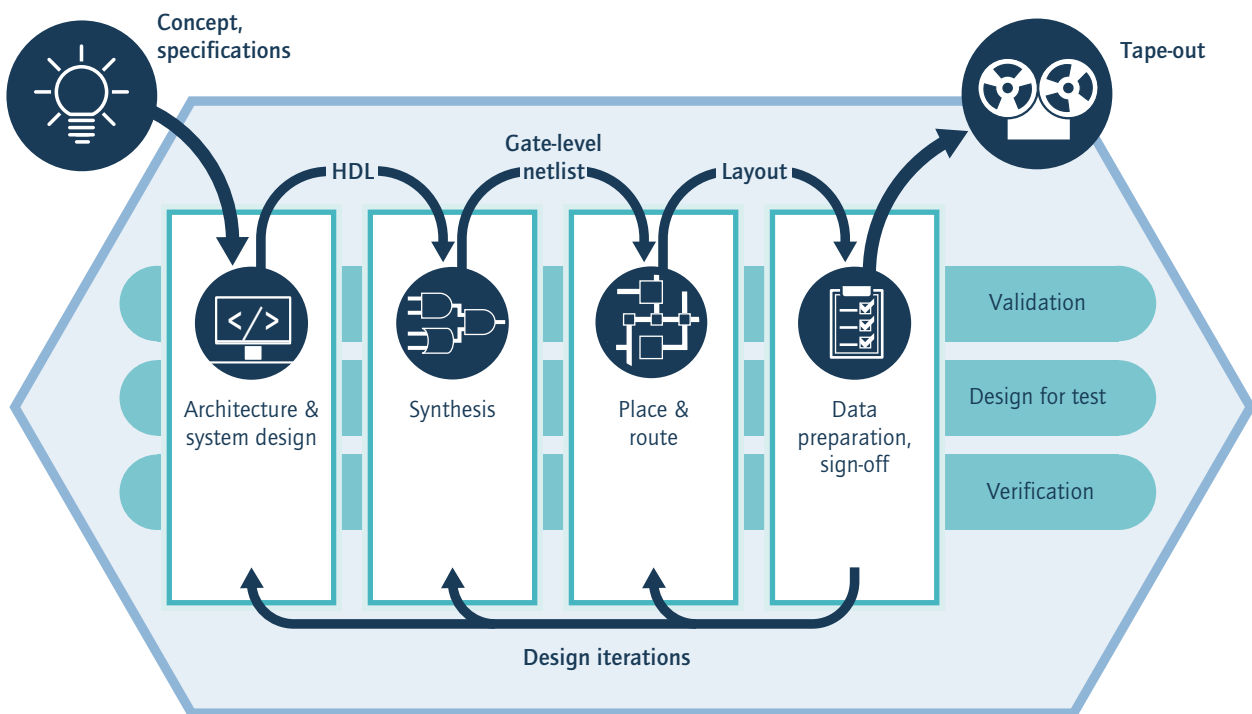 Concept,
specifications
Tape-out
HDL
Gate-level
netlist
Layout
</>
Architecture &
system design
Synthesis
Place &
route
Data
preparation,
sign-off
Validation
Design for test
Verification
Design iterations